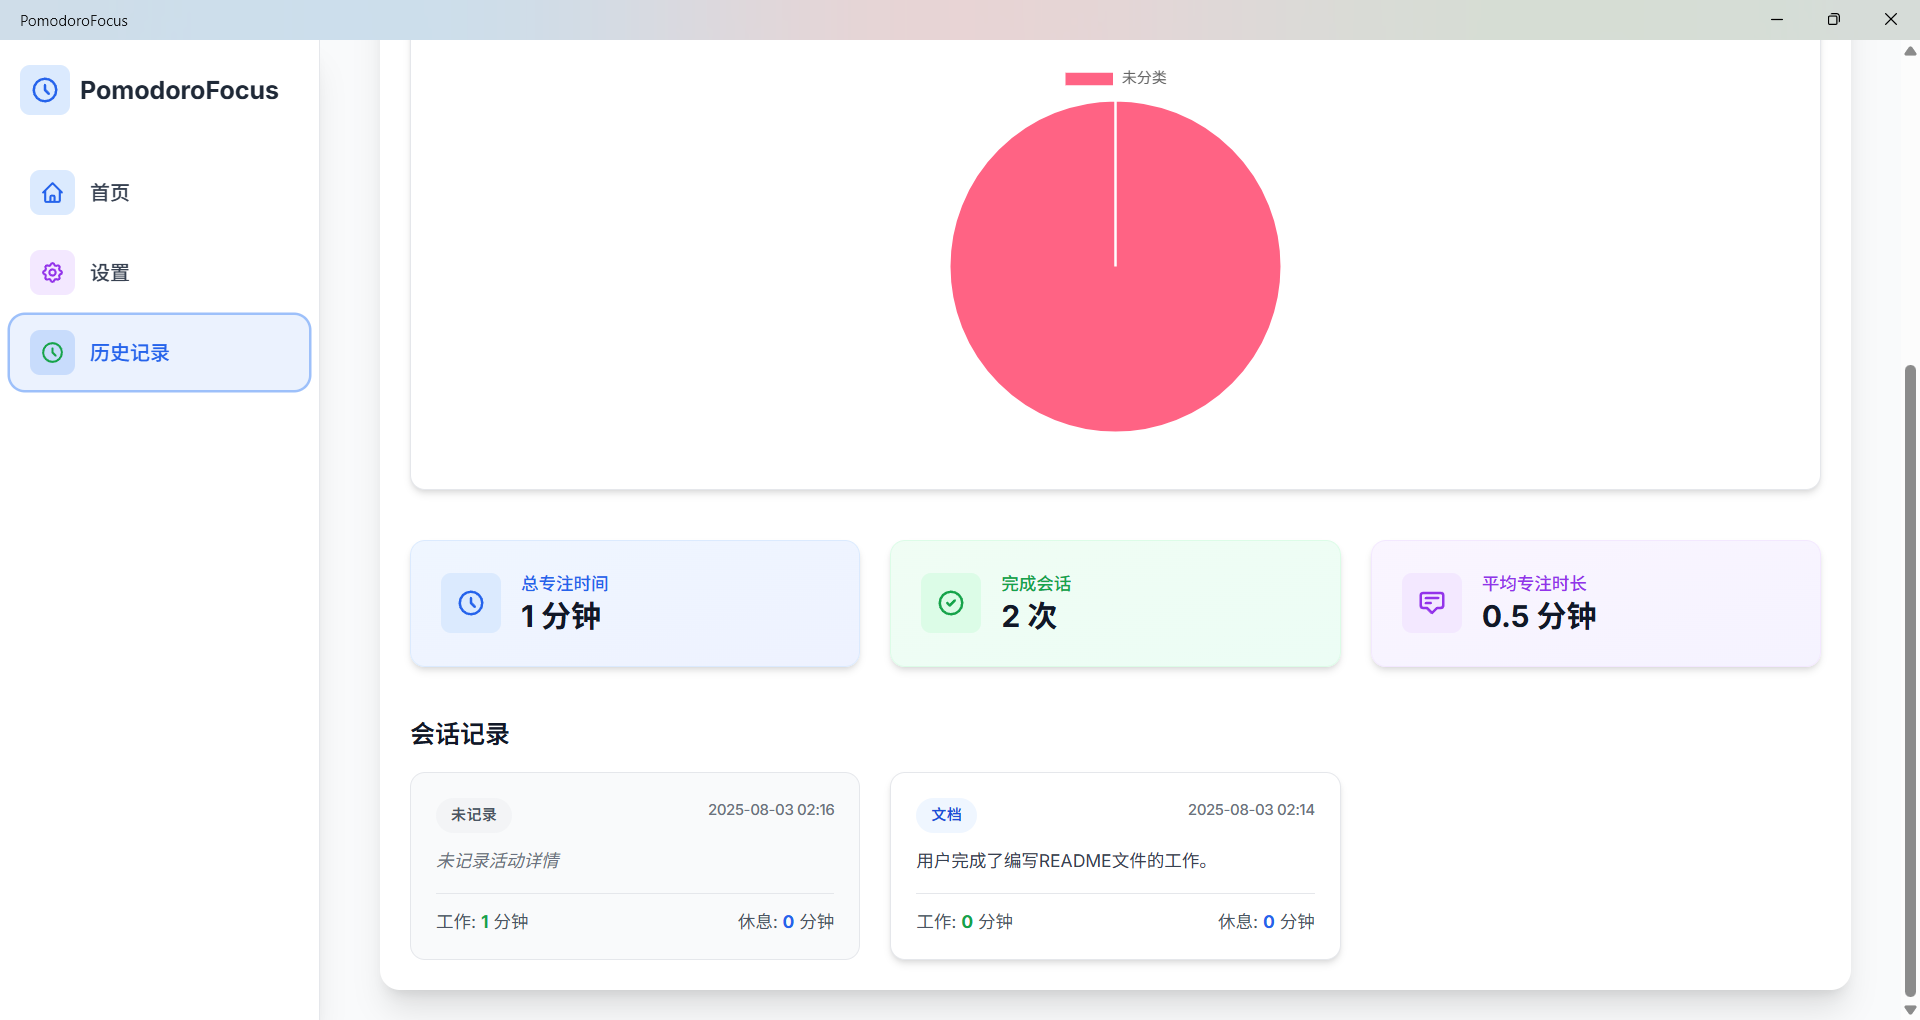 PomodoroFocus
PomodoroFocus
首页
设置
历史记录
未分类
总专注时间
1 分钟
完成会话
2 次
平均专注时长
0.5 分钟
会话记录
未记录
2025-08-03 02:16
未记录活动详情
工作: 1 分钟
休息: 0 分钟
文档
2025-08-03 02:14
用户完成了编写README文件的工作。
工作: 0 分钟
休息: 0 分钟